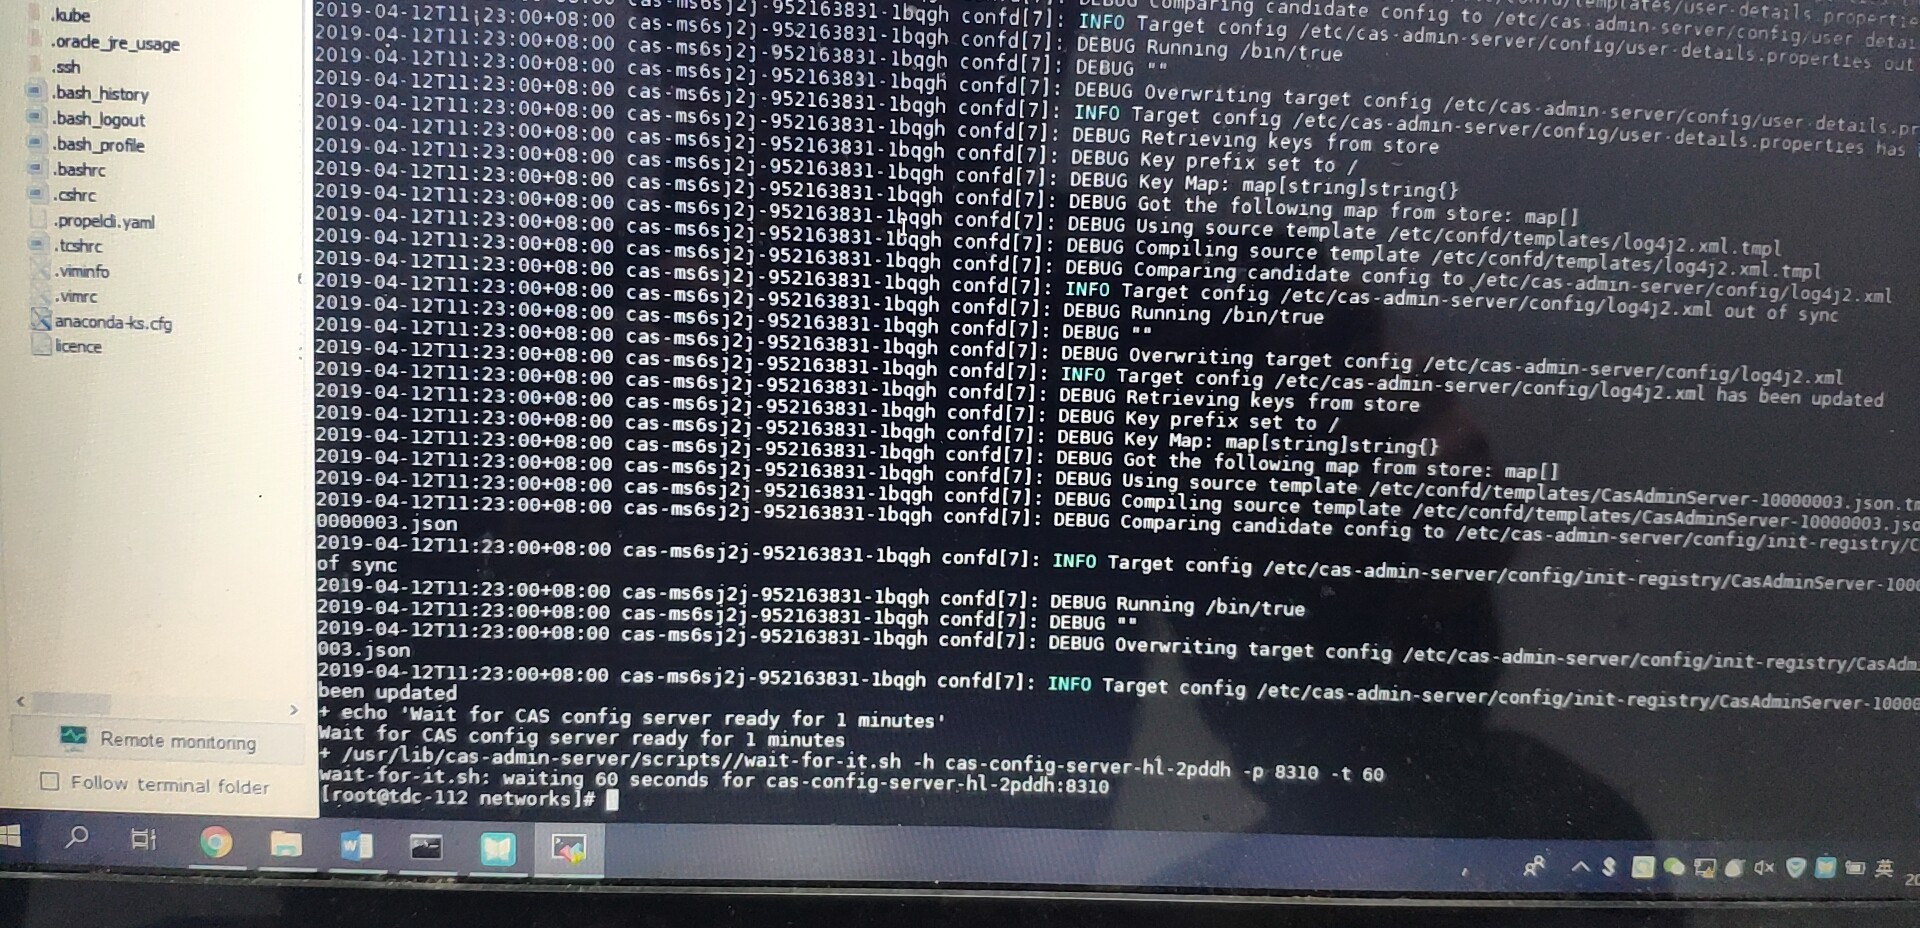 .kube
.oracle_jre_usage
.ssh
.bash_history
.bash_logout
.bash_profile
.bashrc
.cshrc
.propelcli.yaml
.tcshrc
.viminfo
.vimrc
anaconda-ks.cfg
licence
Remote monitoring
Follow terminal folder
comparing candidate config to /etc/cas-admin-server/config/user-details.propertie
2019-04-12T11:23:00+08:00 cas-ms6sj2j-952163831-1bqgh confd[7]: INFO Target config /etc/cas-admin-server/config/user-details.properties out
2019-04-12T11:23:00+08:00 cas-ms6sj2j-952163831-1bqgh confd[7]: DEBUG Running /bin/true
2019-04-12T11:23:00+08:00 cas-ms6sj2j-952163831-1bqgh confd[7]: DEBUG ""
2019-04-12T11:23:00+08:00 cas-ms6sj2j-952163831-1bqgh confd[7]: DEBUG Overwriting target config /etc/cas-admin-server/config/user-details.pr
2019-04-12T11:23:00+08:00 cas-ms6sj2j-952163831-1bqgh confd[7]: INFO Target config /etc/cas-admin-server/config/user-details.properties has
2019-04-12T11:23:00+08:00 cas-ms6sj2j-952163831-1bqgh confd[7]: DEBUG Retrieving keys from store
2019-04-12T11:23:00+08:00 cas-ms6sj2j-952163831-1bqgh confd[7]: DEBUG Key prefix set to /
2019-04-12T11:23:00+08:00 cas-ms6sj2j-952163831-1bqgh confd[7]: DEBUG Key Map: map[string]string{}
2019-04-12T11:23:00+08:00 cas-ms6sj2j-952163831-1bqgh confd[7]: DEBUG Got the following map from store: map[]
2019-04-12T11:23:00+08:00 cas-ms6sj2j-952163831-1bqgh confd[7]: DEBUG Using source template /etc/confd/templates/log4j2.xml.tmpl
2019-04-12T11:23:00+08:00 cas-ms6sj2j-952163831-1bqgh confd[7]: DEBUG Compiling source template /etc/confd/templates/log4j2.xml.tmpl
2019-04-12T11:23:00+08:00 cas-ms6sj2j-952163831-1bqgh confd[7]: DEBUG Comparing candidate config to /etc/cas-admin-server/config/log4j2.xml
2019-04-12T11:23:00+08:00 cas-ms6sj2j-952163831-1bqgh confd[7]: INFO Target config /etc/cas-admin-server/config/log4j2.xml out of sync
2019-04-12T11:23:00+08:00 cas-ms6sj2j-952163831-1bqgh confd[7]: DEBUG Running /bin/true
2019-04-12T11:23:00+08:00 cas-ms6sj2j-952163831-1bqgh confd[7]: DEBUG ""
2019-04-12T11:23:00+08:00 cas-ms6sj2j-952163831-1bqgh confd[7]: DEBUG Overwriting target config /etc/cas-admin-server/config/log4j2.xml
2019-04-12T11:23:00+08:00 cas-ms6sj2j-952163831-1bqgh confd[7]: INFO Target config /etc/cas-admin-server/config/log4j2.xml has been updated
2019-04-12T11:23:00+08:00 cas-ms6sj2j-952163831-1bqgh confd[7]: DEBUG Retrieving keys from store
2019-04-12T11:23:00+08:00 cas-ms6sj2j-952163831-1bqgh confd[7]: DEBUG Key prefix set to /
2019-04-12T11:23:00+08:00 cas-ms6sj2j-952163831-1bqgh confd[7]: DEBUG Key Map: map[string]string{}
2019-04-12T11:23:00+08:00 cas-ms6sj2j-952163831-1bqgh confd[7]: DEBUG Got the following map from store: map[]
2019-04-12T11:23:00+08:00 cas-ms6sj2j-952163831-1bqgh confd[7]: DEBUG Using source template /etc/confd/templates/CasAdminServer-10000003.json.tm
2019-04-12T11:23:00+08:00 cas-ms6sj2j-952163831-1bqgh confd[7]: DEBUG Compiling source template /etc/confd/templates/CasAdminServer-10000003.jso
2019-04-12T11:23:00+08:00 cas-ms6sj2j-952163831-1bqgh confd[7]: DEBUG Comparing candidate config to /etc/cas-admin-server/config/init-registry/C
0000003.json
2019-04-12T11:23:00+08:00 cas-ms6sj2j-952163831-1bqgh confd[7]: INFO Target config /etc/cas-admin-server/config/init-registry/CasAdminServer-1000
of sync
2019-04-12T11:23:00+08:00 cas-ms6sj2j-952163831-1bqgh confd[7]: DEBUG Running /bin/true
2019-04-12T11:23:00+08:00 cas-ms6sj2j-952163831-1bqgh confd[7]: DEBUG ""
2019-04-12T11:23:00+08:00 cas-ms6sj2j-952163831-1bqgh confd[7]: DEBUG Overwriting target config /etc/cas-admin-server/config/init-registry/CasAdm
003.json
2019-04-12T11:23:00+08:00 cas-ms6sj2j-952163831-1bqgh confd[7]: INFO Target config /etc/cas-admin-server/config/init-registry/CasAdminServer-10000
been updated
+ echo 'Wait for CAS config server ready for 1 minutes'
Wait for CAS config server ready for 1 minutes
+ /usr/lib/cas-admin-server/scripts//wait-for-it.sh -h cas-config-server-hl-2pddh -p 8310 -t 60
wait-for-it.sh: waiting 60 seconds for cas-config-server-hl-2pddh:8310
[root@tdc-112 networks]#
英
20